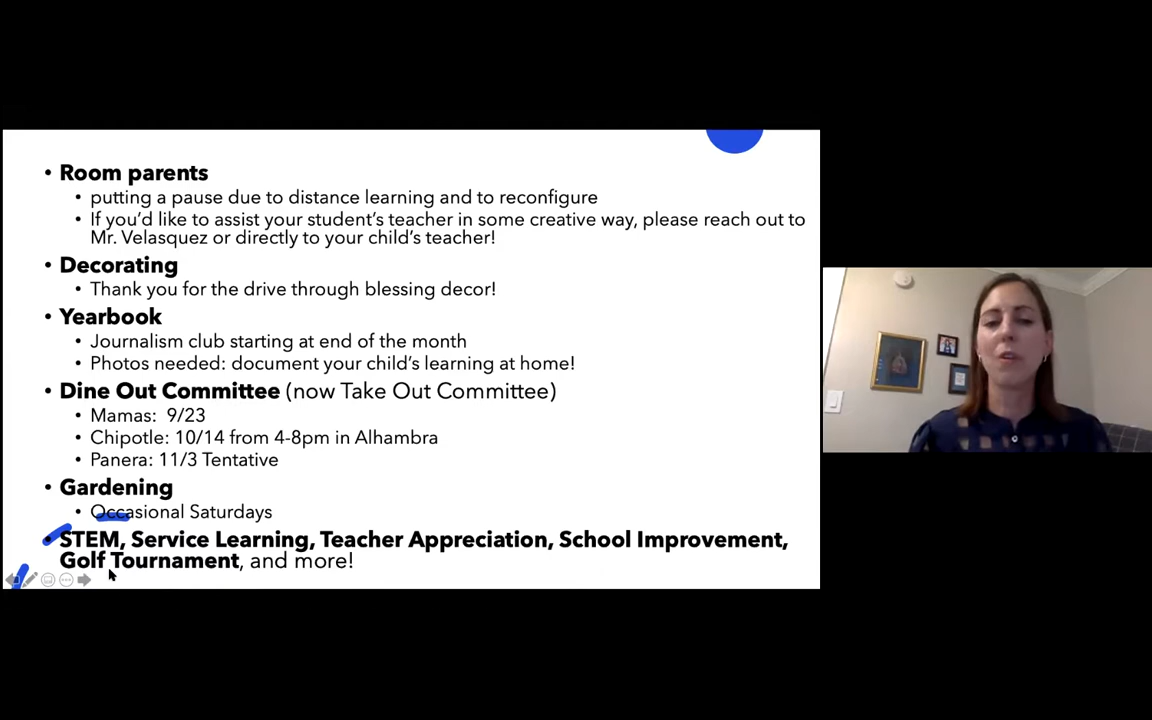 • Room parents
• putting a pause due to distance learning and to reconfigure
• If you’d like to assist your student’s teacher in some creative way, please reach out to
Mr. Velasquez or directly to your child’s teacher!
• Decorating
• Thank you for the drive through blessing decor!
• Yearbook
• Journalism club starting at end of the month
• Photos needed: document your child’s learning at home!
• Dine Out Committee (now Take Out Committee)
• Mamas:  9/23
• Chipotle: 10/14 from 4-8pm in Alhambra
• Panera: 11/3 Tentative
• Gardening
• Occasional Saturdays
• STEM, Service Learning, Teacher Appreciation, School Improvement,
Golf Tournament, and more!